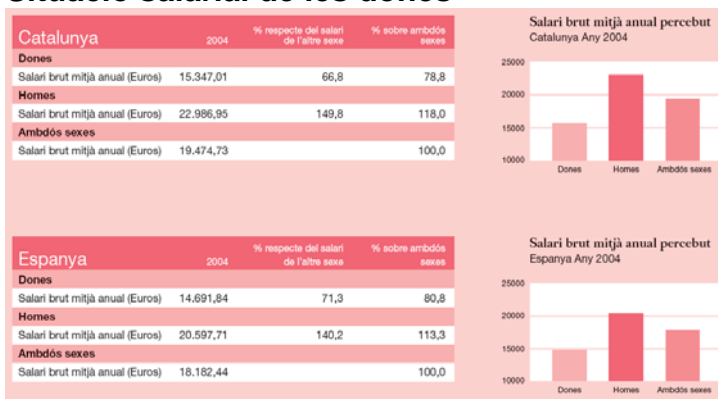 Situació salarial de les dones
Catalunya 2004 % respecte del salari de l'altre sexe % sobre ambdós sexes
Dones
Salari brut mitjà anual (Euros) 15.347,01 66,8 78,8
Homes
Salari brut mitjà anual (Euros) 22.986,95 149,8 118,0
Ambdós sexes
Salari brut mitjà anual (Euros) 19.474,73 100,0
Salari brut mitjà anual percebut
Catalunya Any 2004
25000
20000
15000
10000
Dones Homes Ambdós sexes
Espanya 2004 % respecte del salari de l'altre sexe % sobre ambdós sexes
Dones
Salari brut mitjà anual (Euros) 14.691,84 71,3 80,8
Homes
Salari brut mitjà anual (Euros) 20.597,71 140,2 113,3
Ambdós sexes
Salari brut mitjà anual (Euros) 18.182,44 100,0
Salari brut mitjà anual percebut
Espanya Any 2004
25000
20000
15000
10000
Dones Homes Ambdós sexes